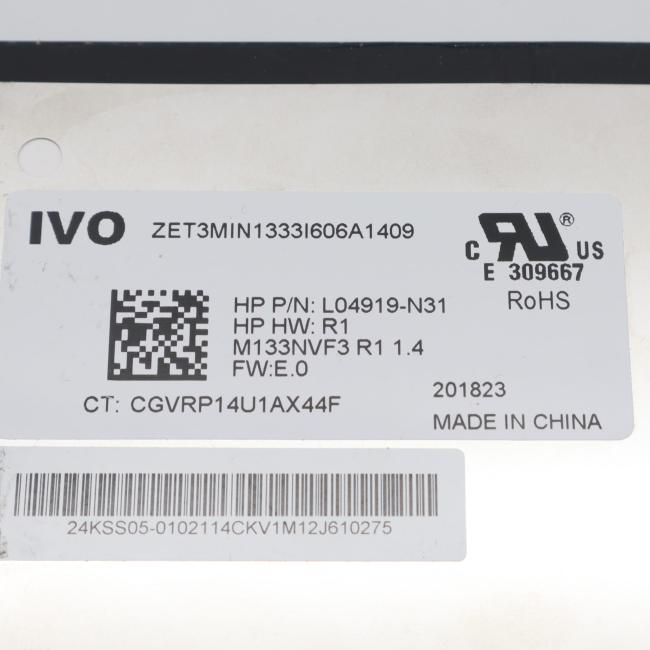 IVO ZET3MIN1333I606A1409
C RU ® US
E 309667
RoHS
HP P/N: L04919-N31
HP HW: R1
M133NVF3 R1 1.4
FW:E.0
CT: CGVRP14U1AX44F
201823
MADE IN CHINA
24KSS05-0102114CKV1M12J610275